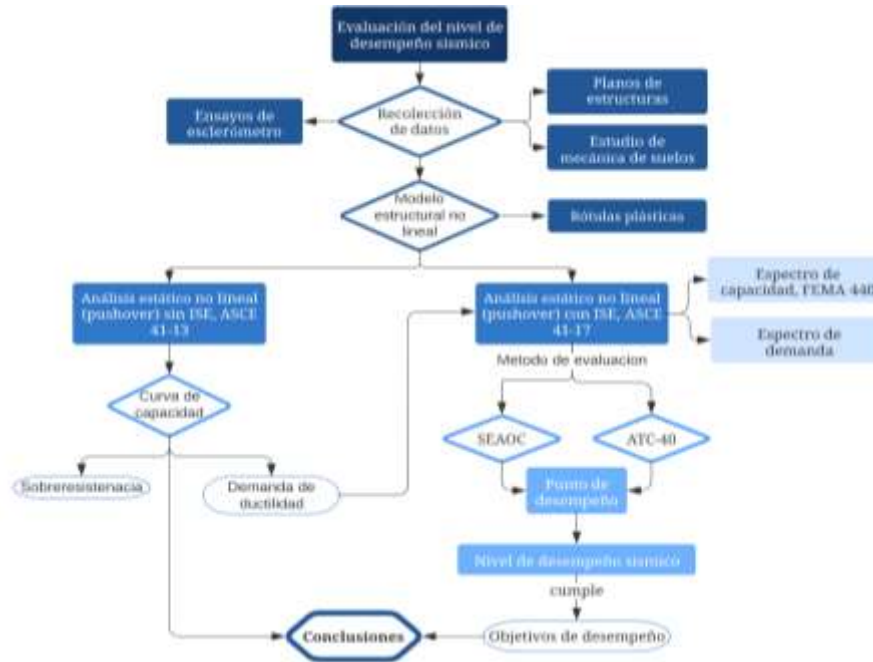 Evaluación del nivel de
desempeño sísmico
Recolección
de datos
Ensayos de
esclerómetro
Planos de
estructuras
Estudio de
mecánica de suelos
Modelo
estructural no
lineal
Rótulas plásticas
Análisis estático no lineal
(pushover) sin ISE, ASCE
41-13
Análisis estático no lineal
(pushover) con ISE, ASCE
41-17
Espectro de
capacidad, FEMA 440
Espectro de
demanda
Metodo de evaluacion
Curva de
capacidad
SEAOC
ATC-40
Sobreresistenacia
Demanda de
ductilidad
Punto de
desempeño
Nivel de desempeño sísmico
cumple
Conclusiones
Objetivos de desempeño